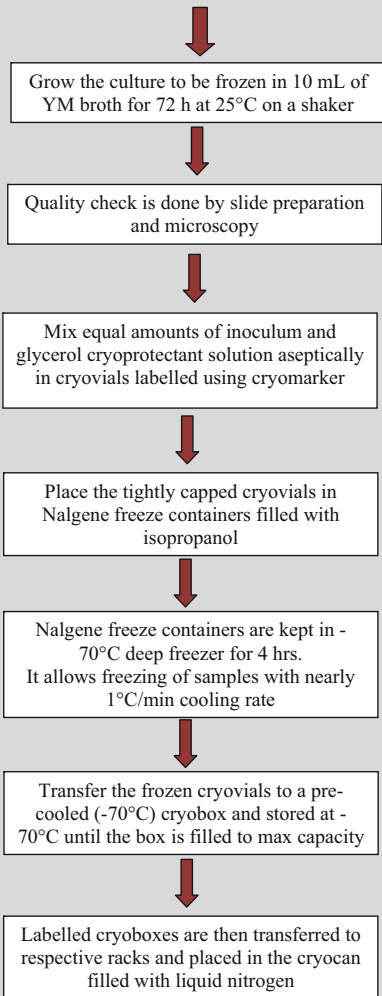 Grow the culture to be frozen in 10 mL of
YM broth for 72 h at 25°C on a shaker
Quality check is done by slide preparation
and microscopy
Mix equal amounts of inoculum and
glycerol cryoprotectant solution aseptically
in cryovials labelled using cryomarker
Place the tightly capped cryovials in
Nalgene freeze containers filled with
isopropanol
Nalgene freeze containers are kept in -
70°C deep freezer for 4 hrs.
It allows freezing of samples with nearly
1°C/min cooling rate
Transfer the frozen cryovials to a pre-
cooled (-70°C) cryobox and stored at -
70°C until the box is filled to max capacity
Labelled cryoboxes are then transferred to
respective racks and placed in the cryocan
filled with liquid nitrogen